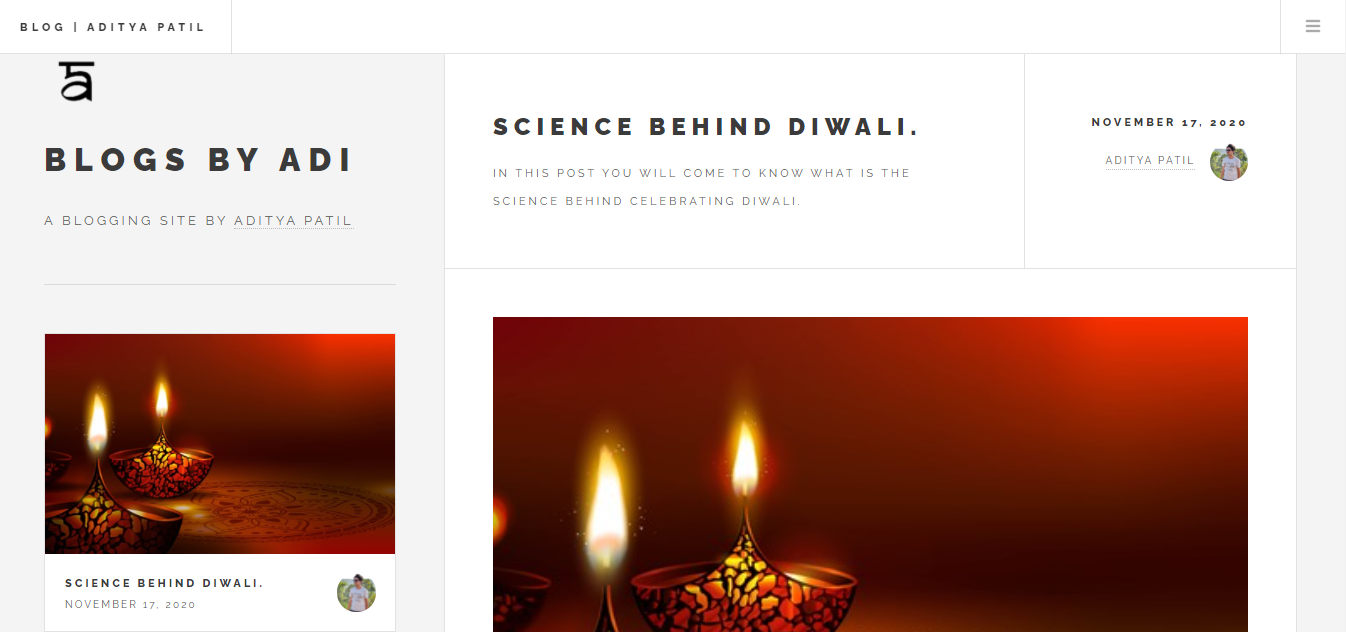 BLOG | ADITYA PATIL
BLOGS BY ADI
A BLOGGING SITE BY ADITYA PATIL
SCIENCE BEHIND DIWALI.
NOVEMBER 17, 2020
SCIENCE BEHIND DIWALI.
IN THIS POST YOU WILL COME TO KNOW WHAT IS THE
SCIENCE BEHIND CELEBRATING DIWALI.
NOVEMBER 17, 2020
ADITYA PATIL